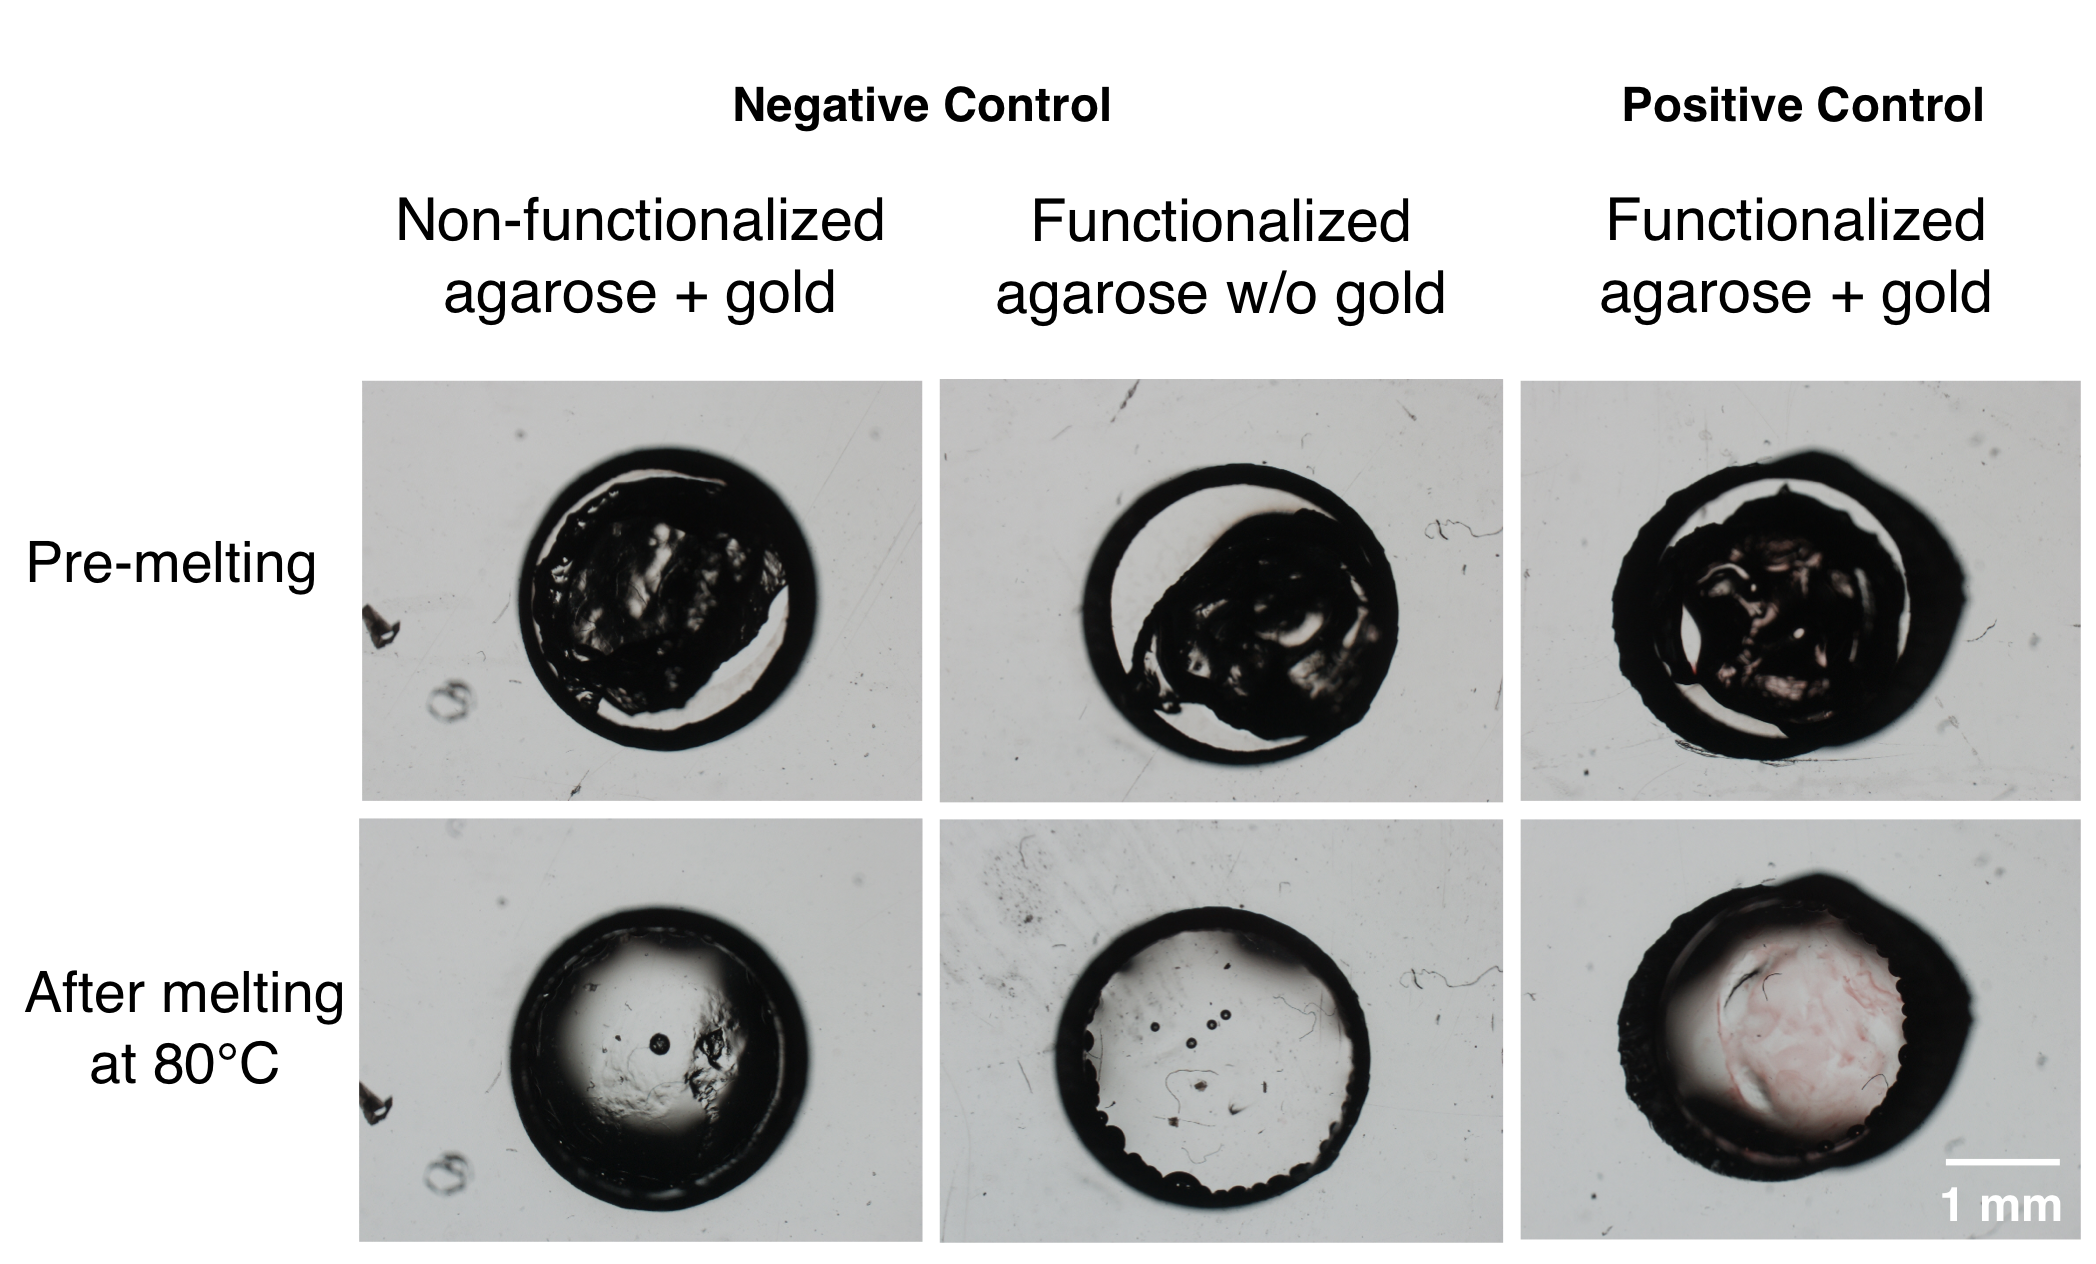 Negative Control
Positive Control
Non-functionalized
agarose + gold
Functionalized
agarose w/o gold
Functionalized
agarose + gold
Pre-melting
After melting
at 80°C
1 mm